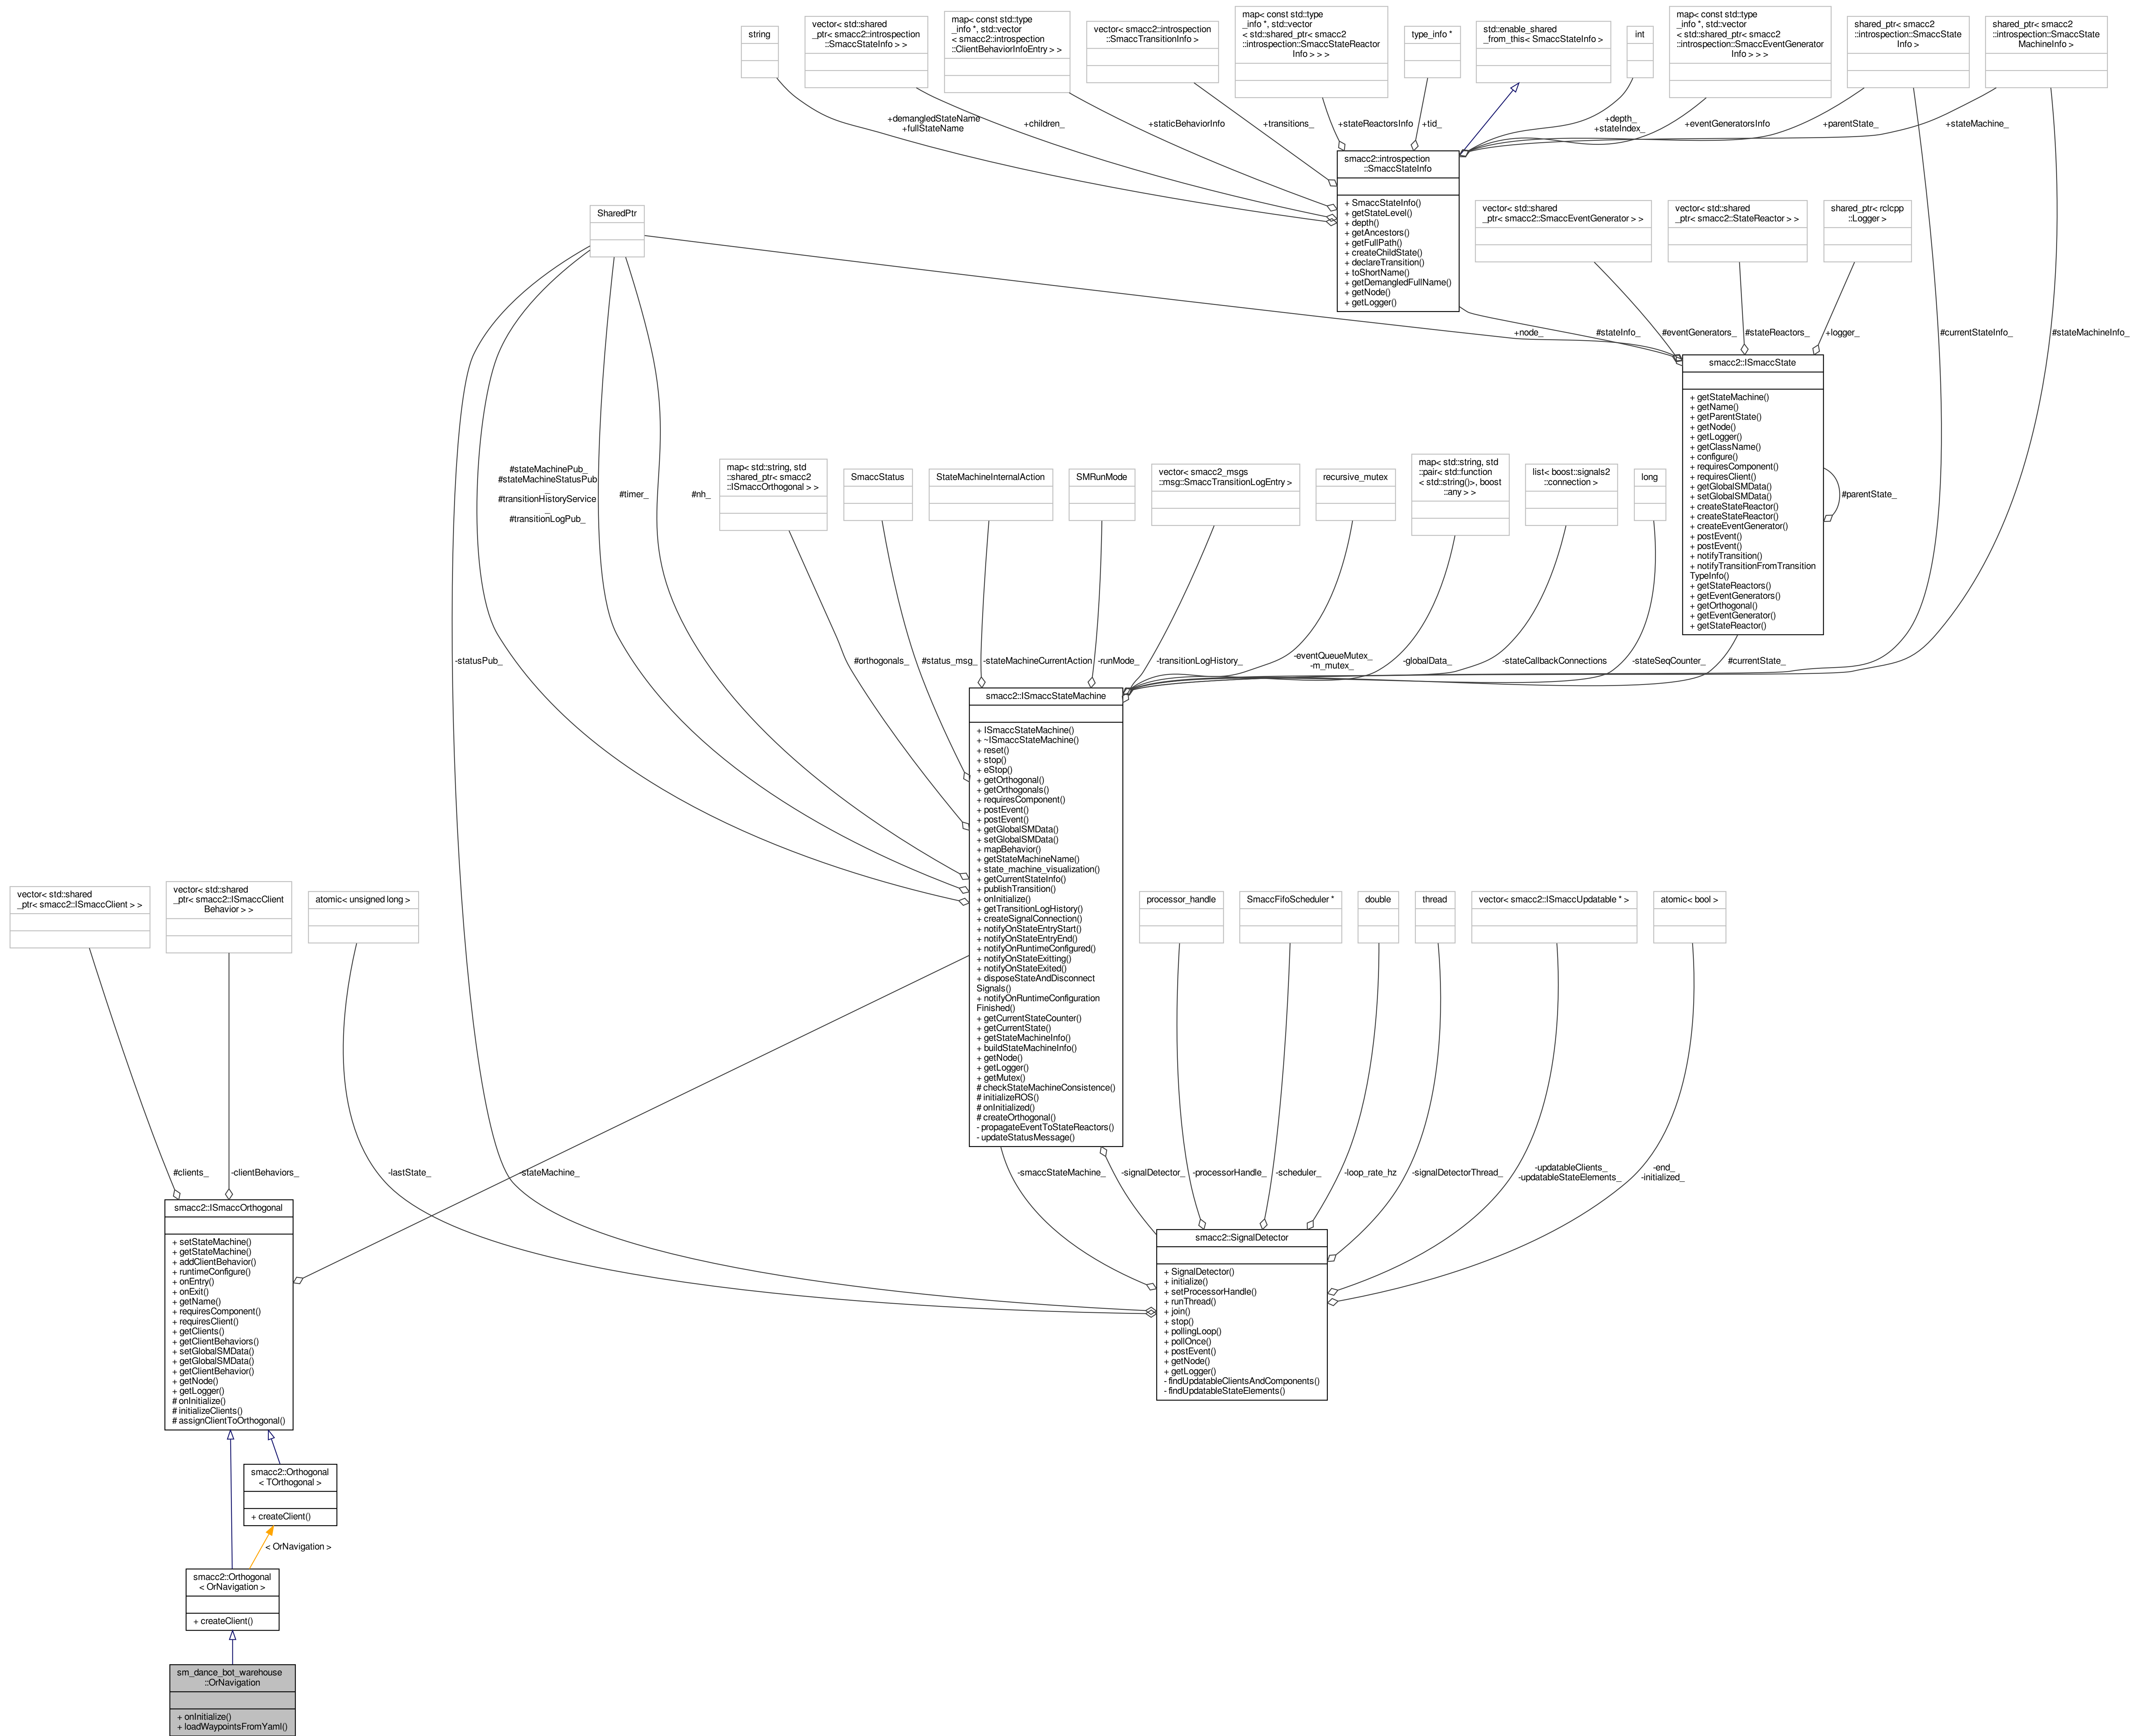 string
vector< std::shared
_ptr< smacc2::introspection
::SmaccStateInfo > >
map< const std::type
_info *, std::vector
< smacc2::introspection
::ClientBehaviorInfoEntry > >
vector< smacc2::introspection
::SmaccTransitionInfo >
map< const std::type
_info *, std::vector
< std::shared_ptr< smacc2
::introspection::SmaccStateReactor
Info > > >
type_info *
std::enable_shared
_from_this< SmaccStateInfo >
int
map< const std::type
_info *, std::vector
< std::shared_ptr< smacc2
::introspection::SmaccEventGenerator
Info > > >
shared_ptr< smacc2
::introspection::SmaccState
Info >
shared_ptr< smacc2
::introspection::SmaccState
MachineInfo >
+demangledStateName
+fullStateName
+children_
+staticBehaviorInfo
+transitions_
+stateReactorsInfo
+tid_
+depth_
+stateIndex_
+eventGeneratorsInfo
+parentState_
+stateMachine_
smacc2::introspection
::SmaccStateInfo
+ SmaccStateInfo()
+ getStateLevel()
+ depth()
+ getAncestors()
+ getFullPath()
+ createChildState()
+ declareTransition()
+ toShortName()
+ getDemangledFullName()
+ getNode()
+ getLogger()
SharedPtr
vector< std::shared
_ptr< smacc2::SmaccEventGenerator > >
vector< std::shared
_ptr< smacc2::StateReactor > >
shared_ptr< rclcpp
::Logger >
+node_
#stateInfo_
#eventGenerators_
#stateReactors_
+logger_
#currentStateInfo_
#stateMachineInfo_
smacc2::ISmaccState
+ getStateMachine()
+ getName()
+ getParentState()
+ getNode()
+ getLogger()
+ getClassName()
+ configure()
+ requiresComponent()
+ requiresClient()
+ getGlobalSMData()
+ setGlobalSMData()
+ createStateReactor()
+ createStateReactor()
+ createEventGenerator()
+ postEvent()
+ postEvent()
+ notifyTransition()
+ notifyTransitionFromTransition
TypeInfo()
+ getStateReactors()
+ getEventGenerators()
+ getOrthogonal()
+ getEventGenerator()
+ getStateReactor()
#parentState_
#stateMachinePub_
#stateMachineStatusPub
_
#transitionHistoryService
_
#transitionLogPub_
#timer_
#nh_
map< std::string, std
::shared_ptr< smacc2
::ISmaccOrthogonal > >
SmaccStatus
StateMachineInternalAction
SMRunMode
vector< smacc2_msgs
::msg::SmaccTransitionLogEntry >
recursive_mutex
map< std::string, std
::pair< std::function
< std::string()>, boost
::any > >
list< boost::signals2
::connection >
long
-statusPub_
#orthogonals_
#status_msg_
-stateMachineCurrentAction
-runMode_
-transitionLogHistory_
-eventQueueMutex_
-m_mutex_
-globalData_
-stateCallbackConnections
-stateSeqCounter_
#currentState_
smacc2::ISmaccStateMachine
+ ISmaccStateMachine()
+ ~ISmaccStateMachine()
+ reset()
+ stop()
+ eStop()
+ getOrthogonal()
+ getOrthogonals()
+ requiresComponent()
+ postEvent()
+ postEvent()
+ getGlobalSMData()
+ setGlobalSMData()
+ mapBehavior()
+ getStateMachineName()
+ state_machine_visualization()
+ getCurrentStateInfo()
+ publishTransition()
+ onInitialize()
+ getTransitionLogHistory()
+ createSignalConnection()
+ notifyOnStateEntryStart()
+ notifyOnStateEntryEnd()
+ notifyOnRuntimeConfigured()
+ notifyOnStateExitting()
+ notifyOnStateExited()
+ disposeStateAndDisconnect
Signals()
+ notifyOnRuntimeConfiguration
Finished()
+ getCurrentStateCounter()
+ getCurrentState()
+ getStateMachineInfo()
+ buildStateMachineInfo()
+ getNode()
+ getLogger()
+ getMutex()
# checkStateMachineConsistence()
# initializeROS()
# onInitialized()
# createOrthogonal()
- propagateEventToStateReactors()
- updateStatusMessage()
vector< std::shared
_ptr< smacc2::ISmaccClient > >
vector< std::shared
_ptr< smacc2::ISmaccClient
Behavior > >
atomic< unsigned long >
processor_handle
SmaccFifoScheduler *
double
thread
vector< smacc2::ISmaccUpdatable * >
atomic< bool >
#clients_
-clientBehaviors_
-lastState_
-stateMachine_
-smaccStateMachine_
-signalDetector_
-processorHandle_
-scheduler_
-loop_rate_hz
-signalDetectorThread_
-updatableClients_
-updatableStateElements_
-end_
-initialized_
smacc2::ISmaccOrthogonal
+ setStateMachine()
+ getStateMachine()
+ addClientBehavior()
+ runtimeConfigure()
+ onEntry()
+ onExit()
+ getName()
+ requiresComponent()
+ requiresClient()
+ getClients()
+ getClientBehaviors()
+ setGlobalSMData()
+ getGlobalSMData()
+ getClientBehavior()
+ getNode()
+ getLogger()
# onInitialize()
# initializeClients()
# assignClientToOrthogonal()
smacc2::SignalDetector
+ SignalDetector()
+ initialize()
+ setProcessorHandle()
+ runThread()
+ join()
+ stop()
+ pollingLoop()
+ pollOnce()
+ postEvent()
+ getNode()
+ getLogger()
- findUpdatableClientsAndComponents()
- findUpdatableStateElements()
smacc2::Orthogonal
< TOrthogonal >
+ createClient()
< OrNavigation >
smacc2::Orthogonal
< OrNavigation >
+ createClient()
sm_dance_bot_warehouse
::OrNavigation
+ onInitialize()
+ loadWaypointsFromYaml()